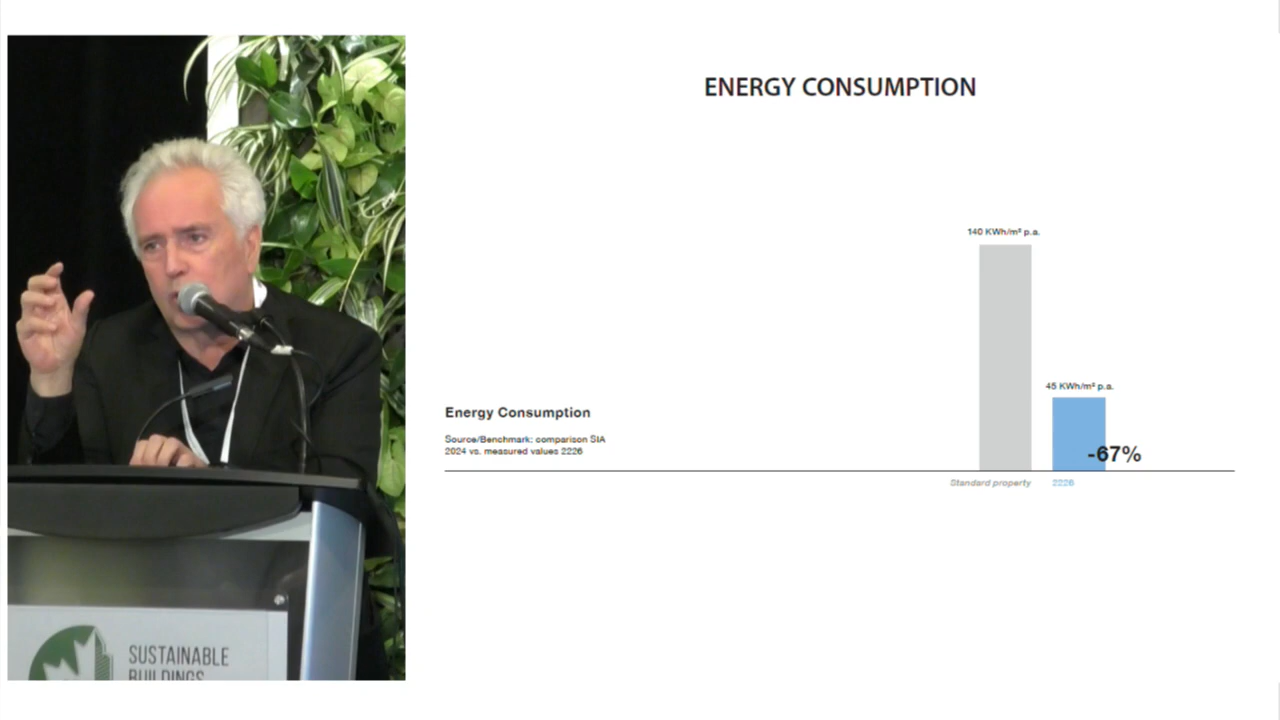 ENERGY CONSUMPTION
140 KWh/m² p.a.
45 KWh/m² p.a.
Energy Consumption
Source/Benchmark: comparison SIA
2024 vs. measured values 2226
-67%
Standard property
2226
SUSTAINABLE
BUILDINGS